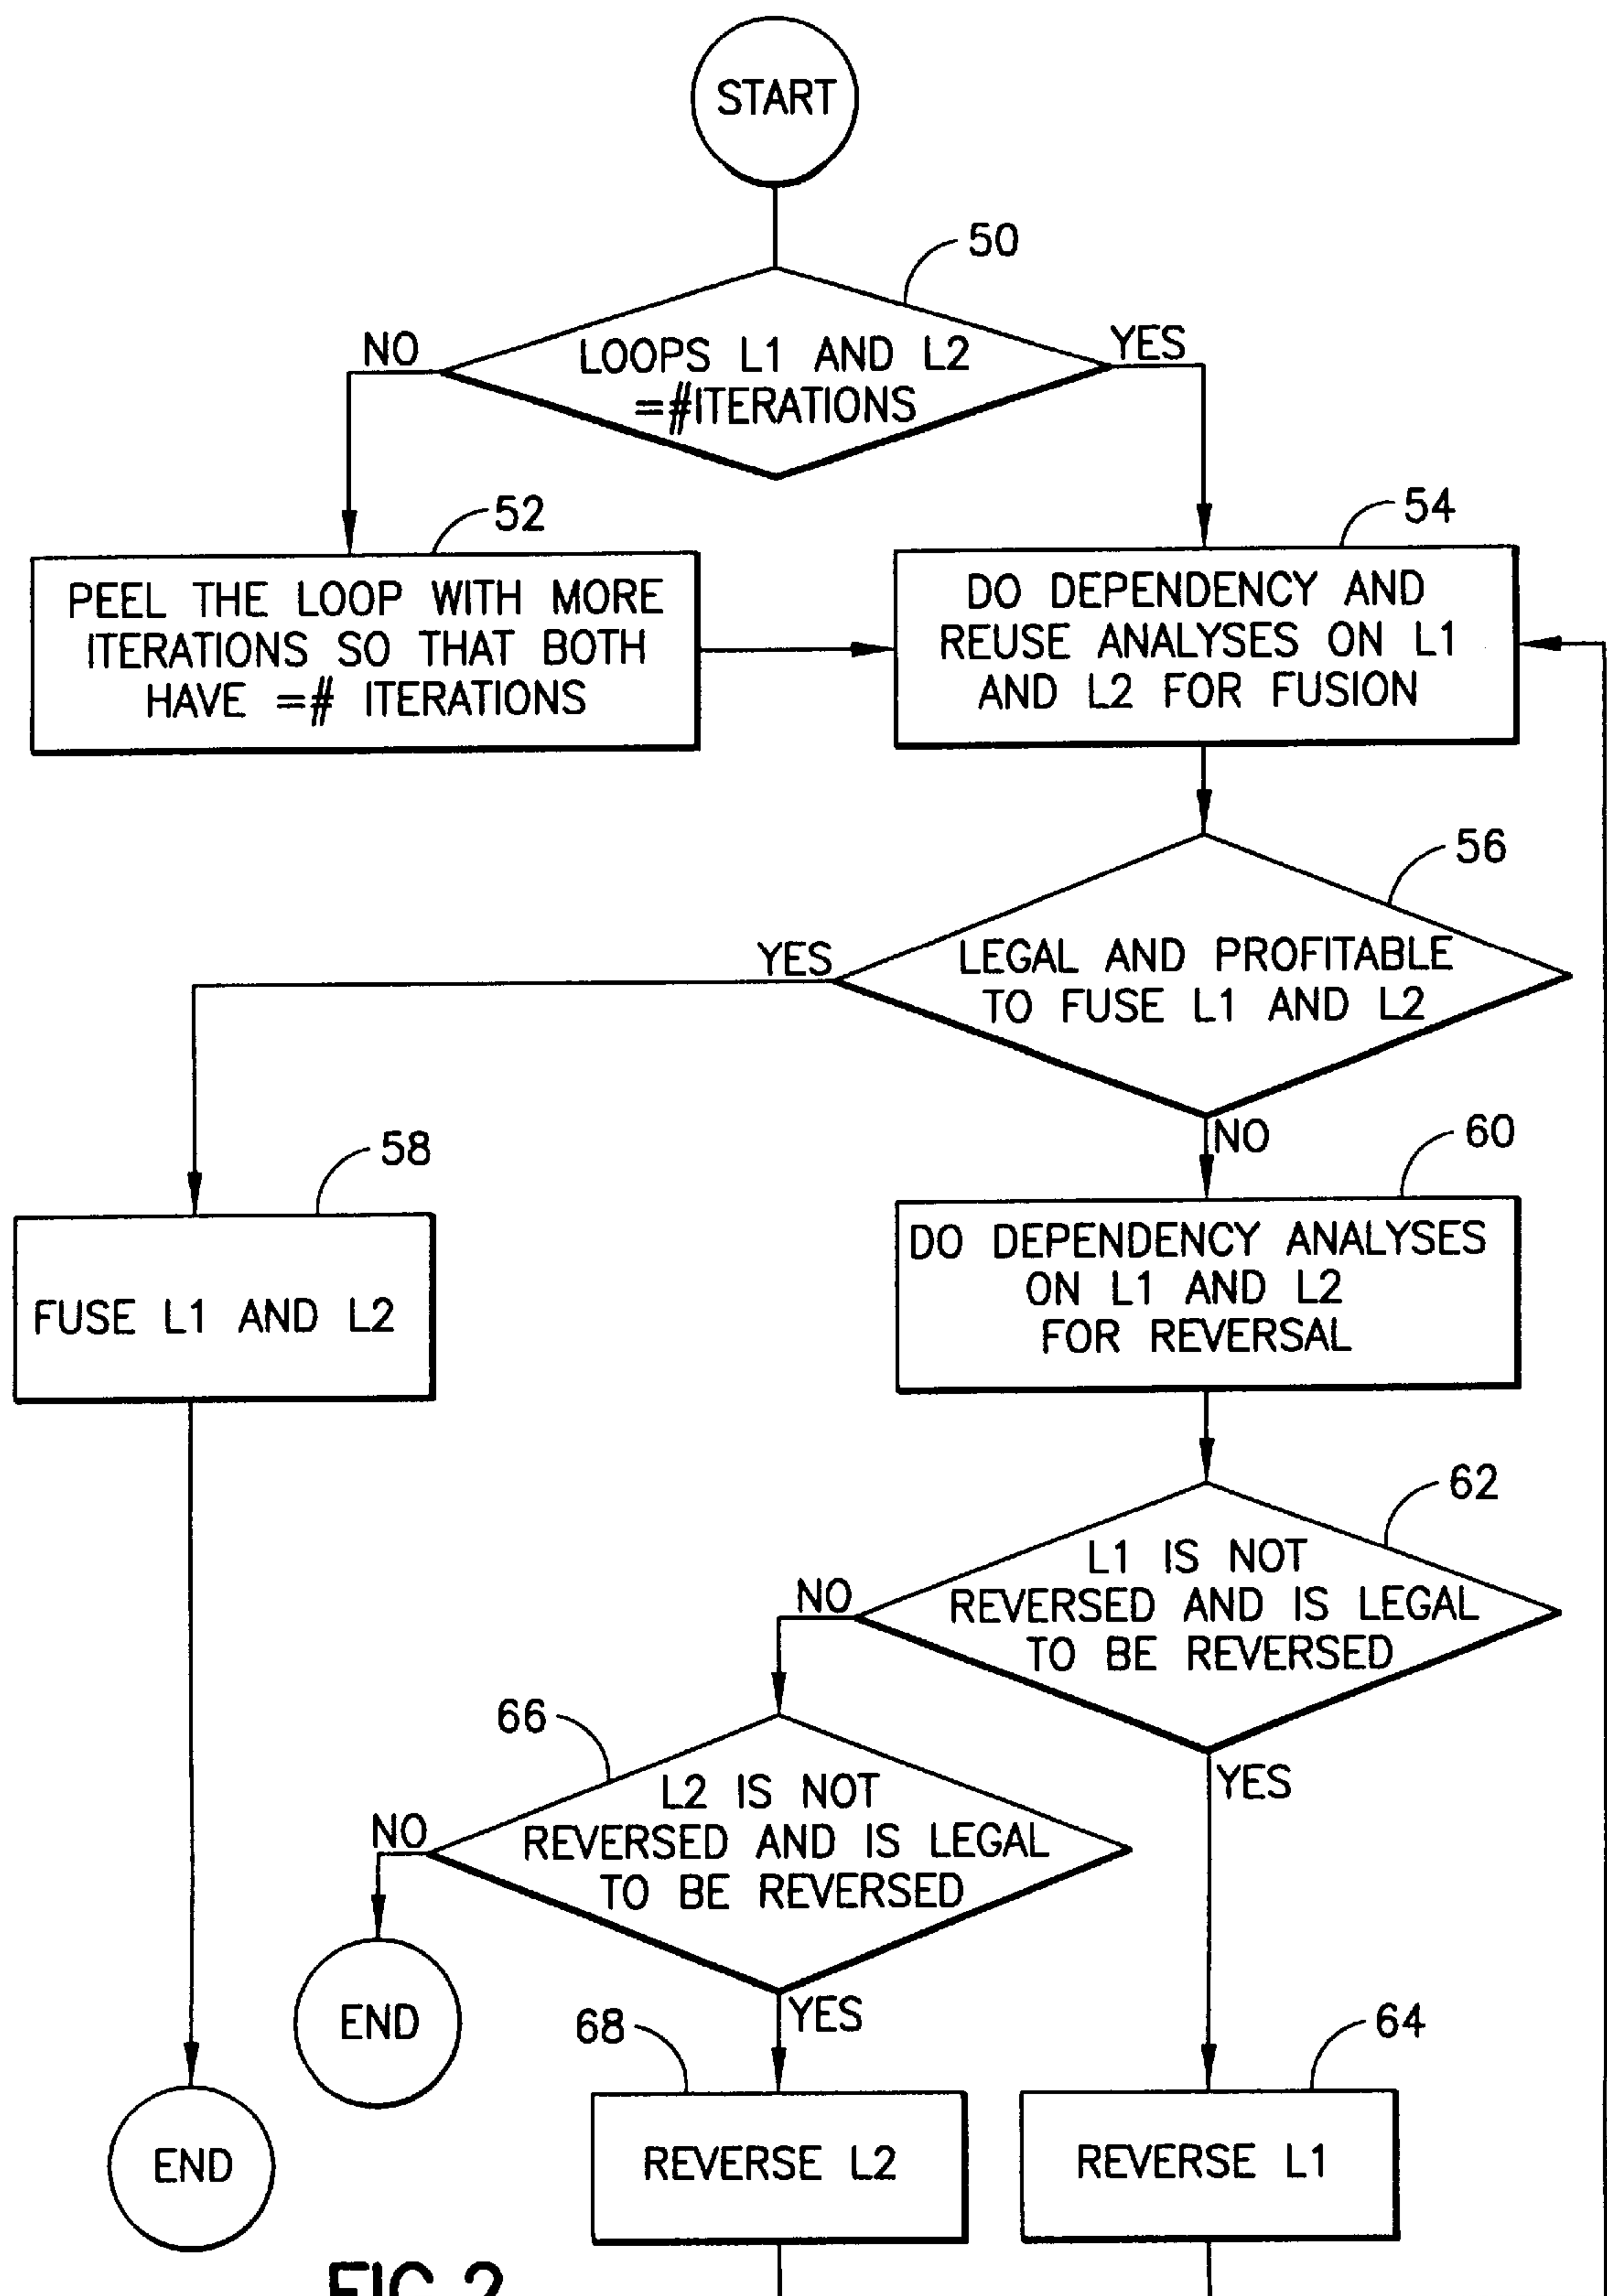 START
50
NO
LOOPS L1 AND L2
=#ITERATIONS
YES
52
PEEL THE LOOP WITH MORE
ITERATIONS SO THAT BOTH
HAVE =# ITERATIONS
54
DO DEPENDENCY AND
REUSE ANALYSES ON L1
AND L2 FOR FUSION
56
YES
LEGAL AND PROFITABLE
TO FUSE L1 AND L2
NO
58
FUSE L1 AND L2
60
DO DEPENDENCY ANALYSES
ON L1 AND L2
FOR REVERSAL
62
NO
L1 IS NOT
REVERSED AND IS LEGAL
TO BE REVERSED
YES
66
NO
L2 IS NOT
REVERSED AND IS LEGAL
TO BE REVERSED
YES
END
68
REVERSE L2
64
REVERSE L1
END
FIG.2